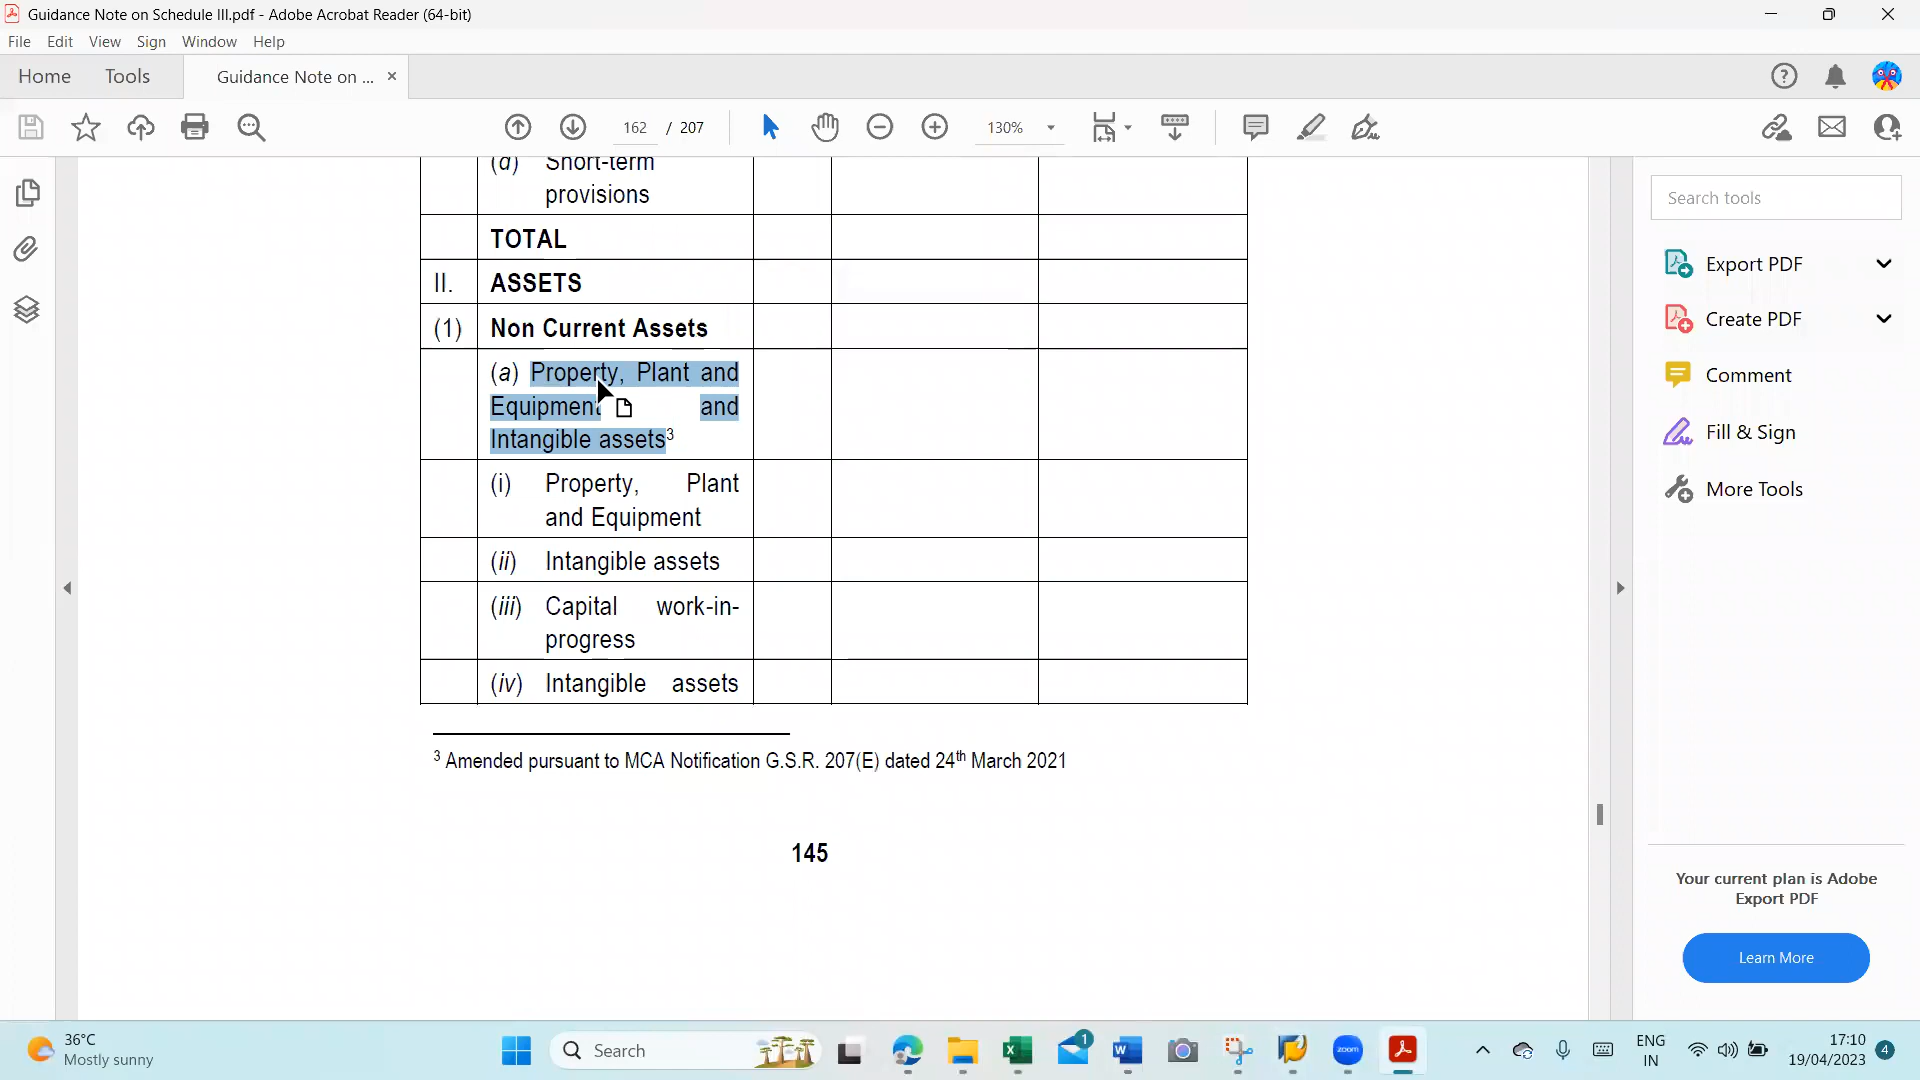 Guidance Note on Schedule III.pdf - Adobe Acrobat Reader (64-bit)
File Edit View Sign Window Help
Home Tools Guidance Note on ... ×
162 / 207 130%
Search tools
Export PDF
Create PDF
Comment
Fill & Sign
More Tools
(d) Short-term
provisions
TOTAL
II. ASSETS
(1) Non Current Assets
(a) Property, Plant and
Equipment and
Intangible assets³
(i) Property, Plant
and Equipment
(ii) Intangible assets
(iii) Capital work-in-
progress
(iv) Intangible assets
³ Amended pursuant to MCA Notification G.S.R. 207(E) dated 24th March 2021
145
Your current plan is Adobe
Export PDF
Learn More
36°C
Mostly sunny
Search
1
W
zoom
ENG
IN
17:10
19/04/2023
4